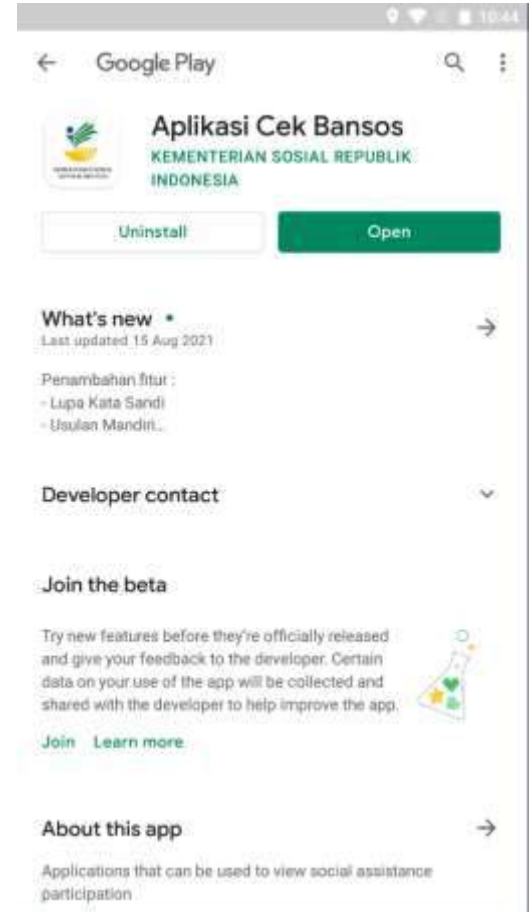 10:44
Google Play
Aplikasi Cek Bansos
KEMENTERIAN SOSIAL REPUBLIK
INDONESIA
Uninstall
Open
What's new
Last updated 15 Aug 2021
Penambahan fitur :
- Lupa Kata Sandi
- Usulan Mandiri..
Developer contact
Join the beta
Try new features before they're officially released
and give your feedback to the developer. Certain
data on your use of the app will be collected and
shared with the developer to help improve the app.
Join Learn more
About this app
Applications that can be used to view social assistance
participation